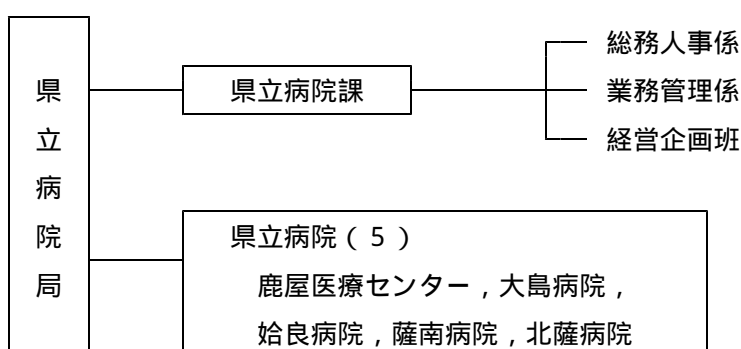 県立病院局
県立病院課
総務人事係
業務管理係
経営企画班
県立病院（５）
鹿屋医療センター，大島病院，
姶良病院，薩南病院，北薩病院